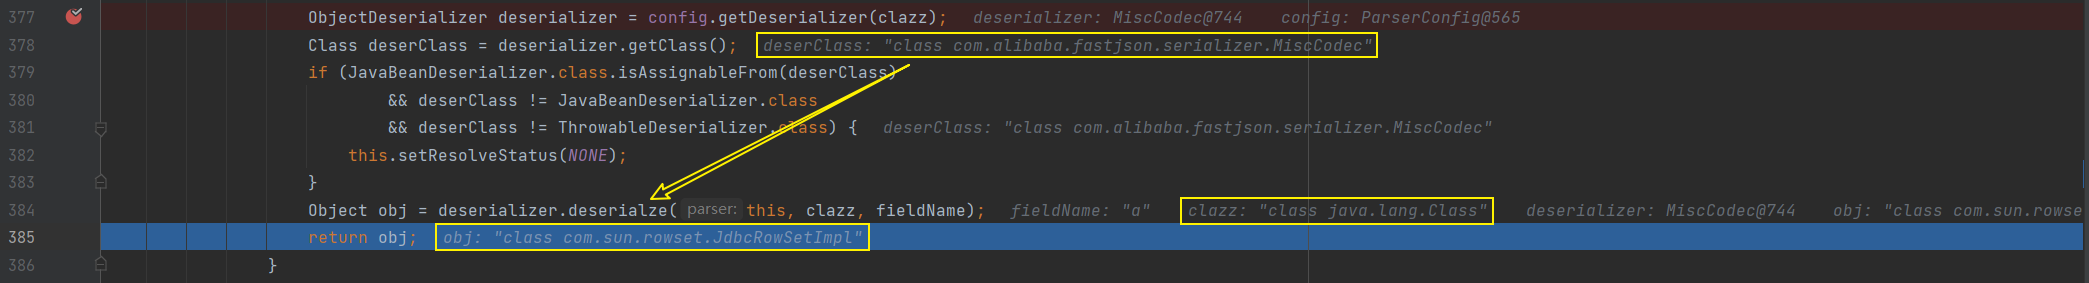 377 ObjectDeserializer deserializer = config.getDeserializer(clazz); deserializer: MiscCodec@744 config: ParserConfig@565
378 Class deserClass = deserializer.getClass(); deserClass: "class com.alibaba.fastjson.serializer.MiscCodec"
379 if (JavaBeanDeserializer.class.isAssignableFrom(deserClass)
380 && deserClass != JavaBeanDeserializer.class
381 && deserClass != ThrowableDeserializer.class) { deserClass: "class com.alibaba.fastjson.serializer.MiscCodec"
382 this.setResolveStatus(NONE);
383 }
384 Object obj = deserializer.deserialze( parser: this, clazz, fieldName); fieldName: "a" clazz: "class java.lang.Class" deserializer: MiscCodec@744 obj: "class com.sun.rowse
385 return obj; obj: "class com.sun.rowset.JdbcRowSetImpl"
386 }